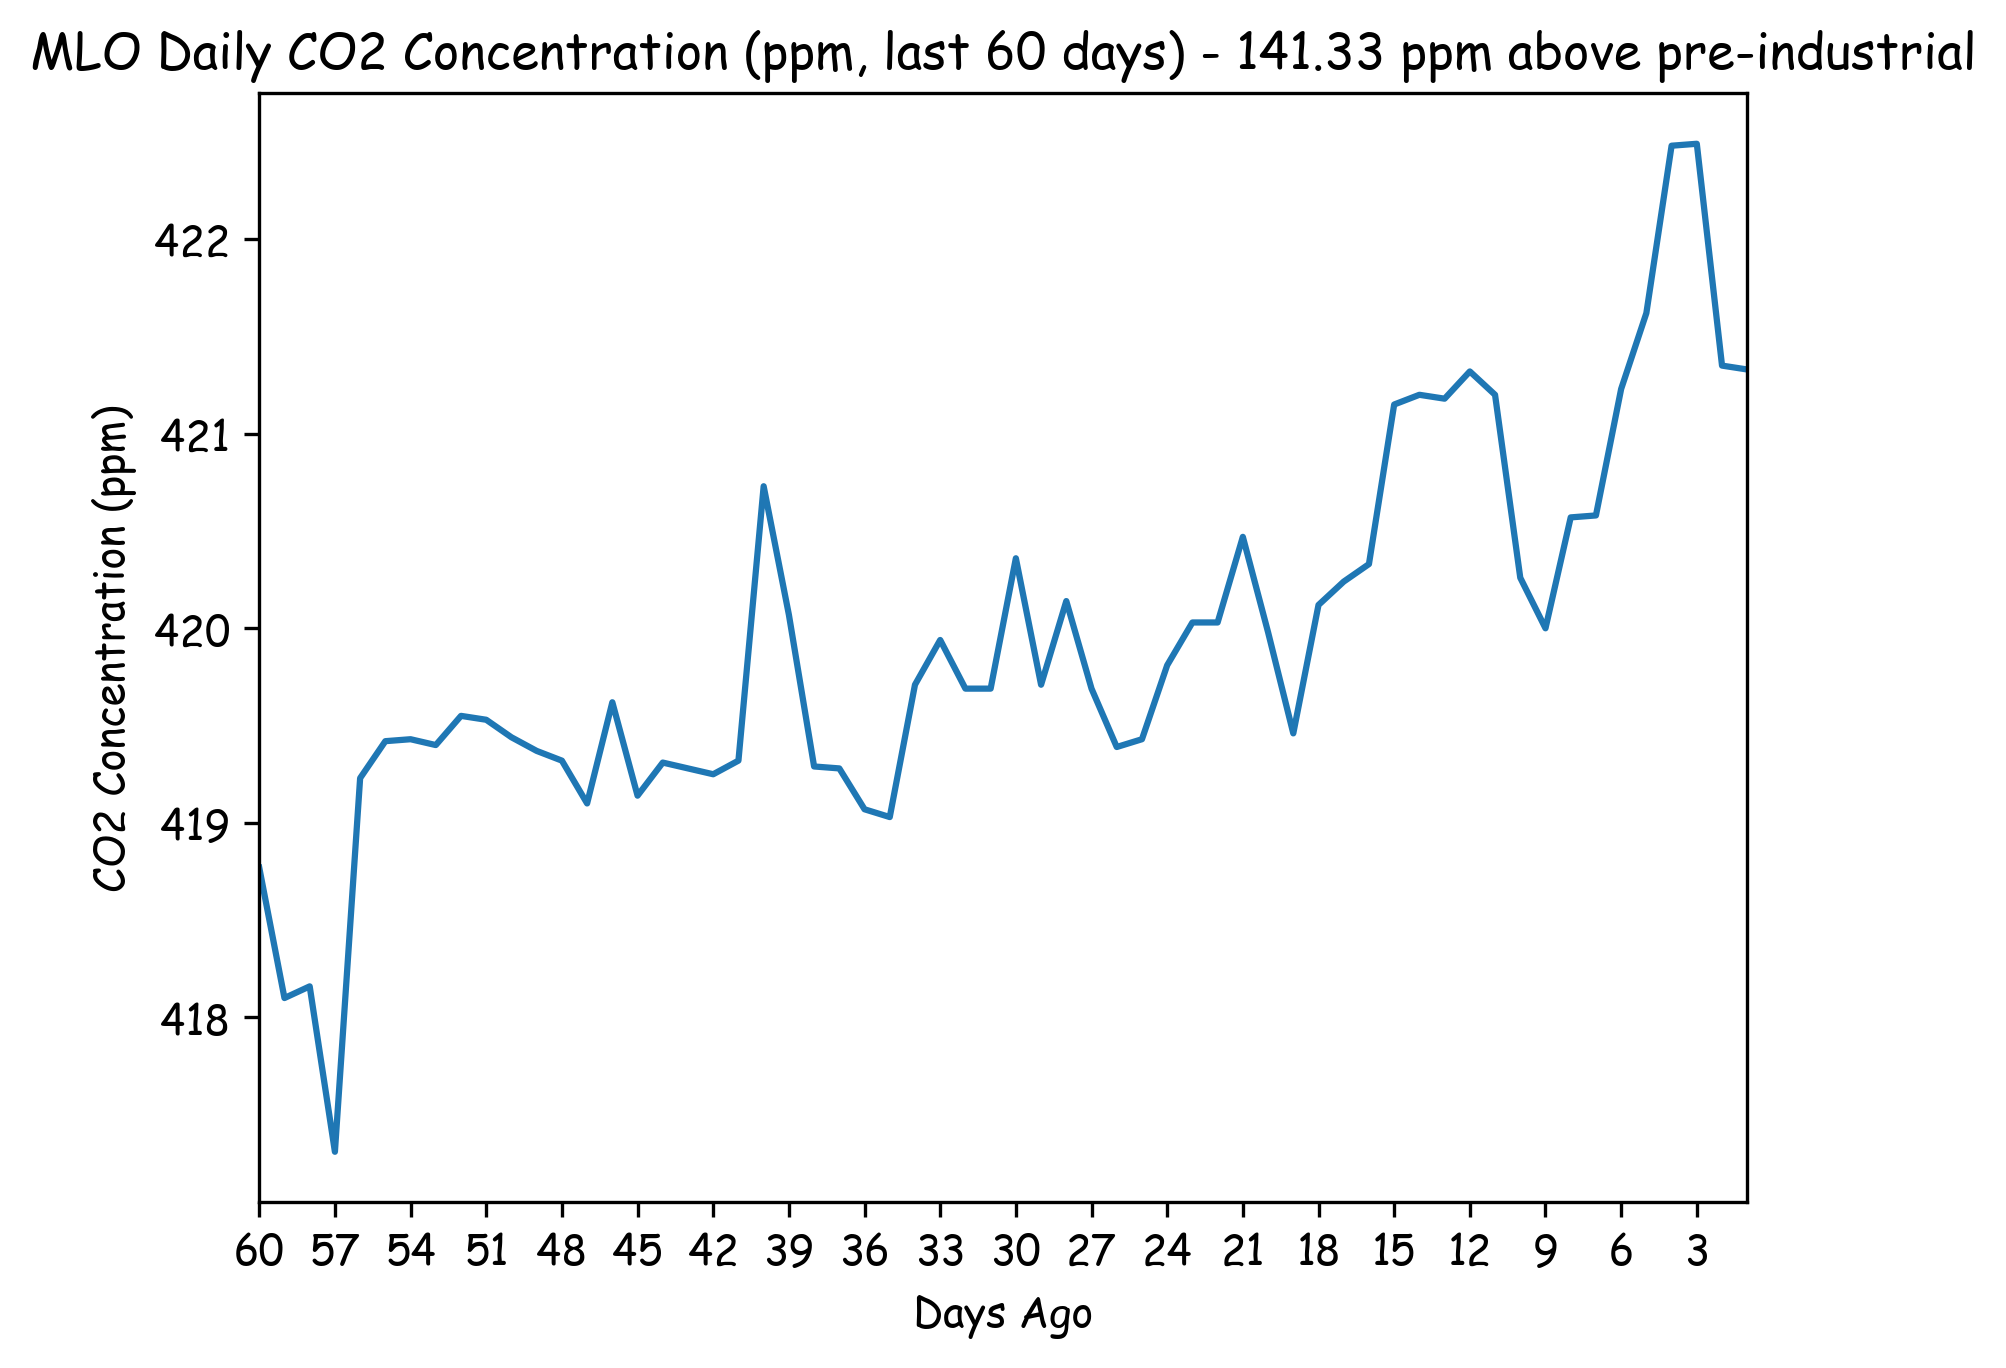 MLO Daily CO2 Concentration (ppm, last 60 days) - 141.33 ppm above pre-industrial
422
421
420
419
418
CO2 Concentration (ppm)
60 57 54 51 48 45 42 39 36 33 30 27 24 21 18 15 12 9 6 3
Days Ago